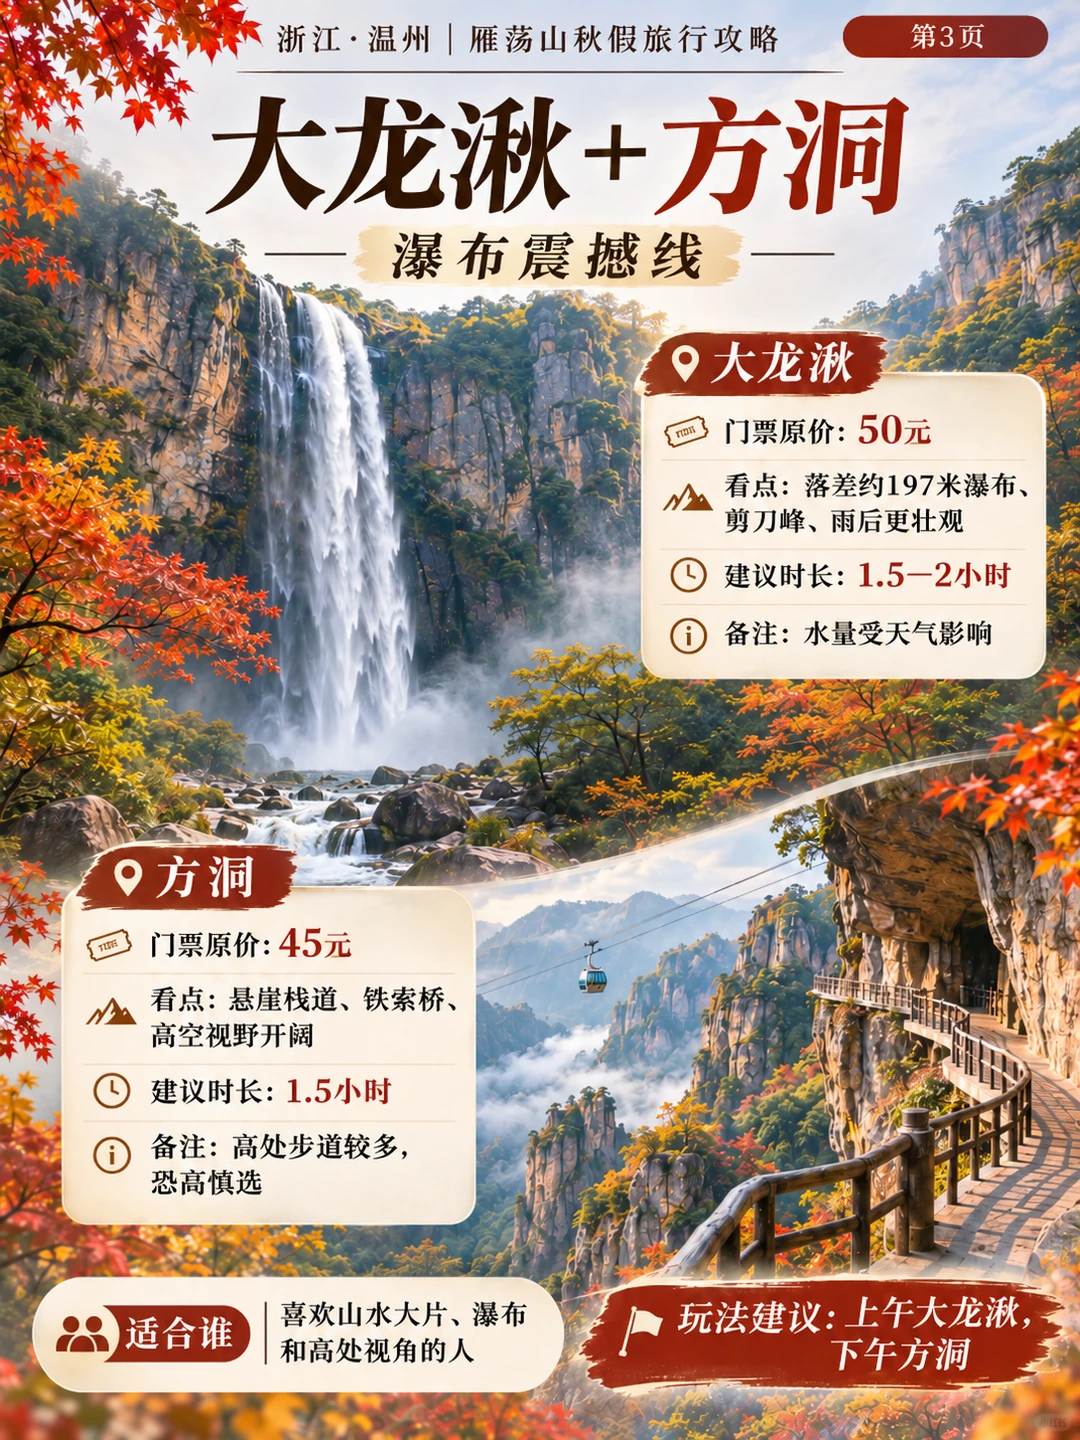 浙江·温州｜雁荡山秋假旅行攻略
第3页
大龙湫+方洞
瀑布震撼线
大龙湫
门票原价：50元
看点：落差约197米瀑布、
剪刀峰、雨后更壮观
建议时长：1.5—2小时
备注：水量受天气影响
方洞
门票原价：45元
看点：悬崖栈道、铁索桥、
高空视野开阔
建议时长：1.5小时
备注：高处步道较多，
恐高慎选
适合谁
喜欢山水大片、瀑布
和高处视角的人
玩法建议：上午大龙湫，
下午方洞